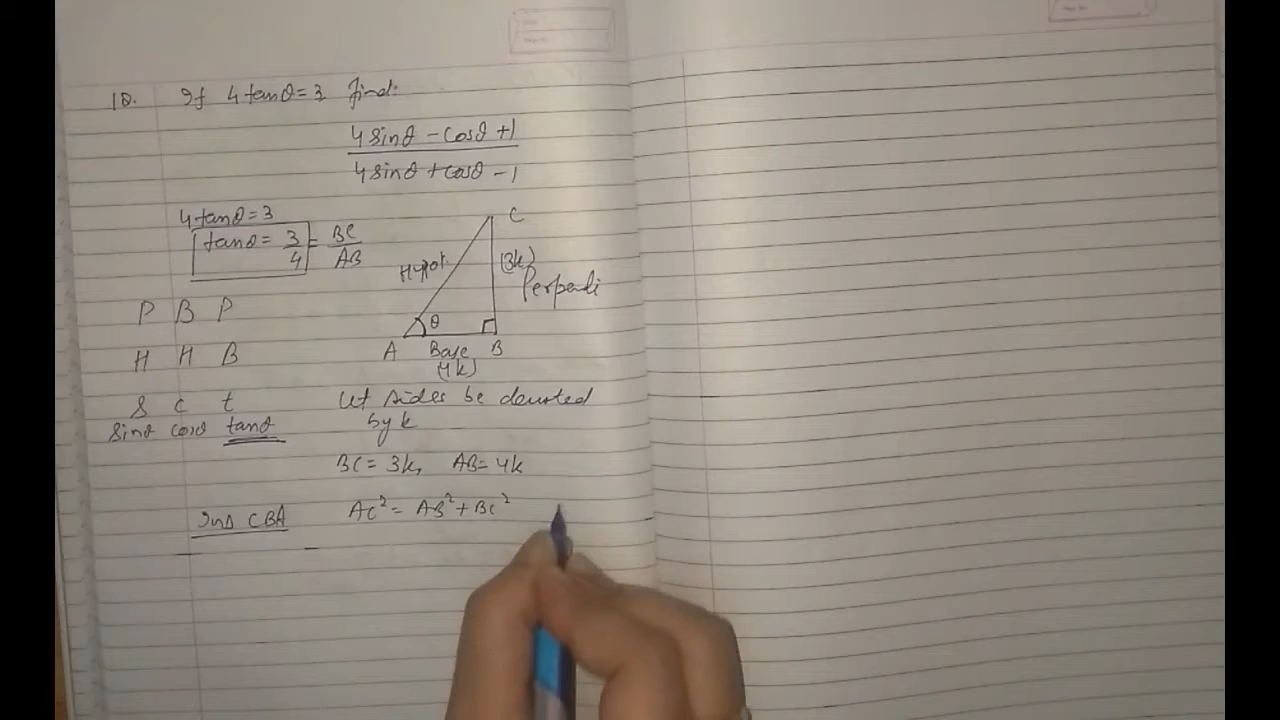 10. If 4 tanθ = 3 find:
4 sinθ - cosθ + 1
4 sinθ + cosθ - 1
4 tanθ = 3
tanθ = 3/4 = BC/AB
C
Hypot.
(3k)
Perpendi
θ
A Base B
(4k)
P B P
H H B
S c t
sinθ cosθ tanθ
Let sides be denoted
by k
BC = 3k, AB = 4k
In Δ CBA AC² = AB² + BC²